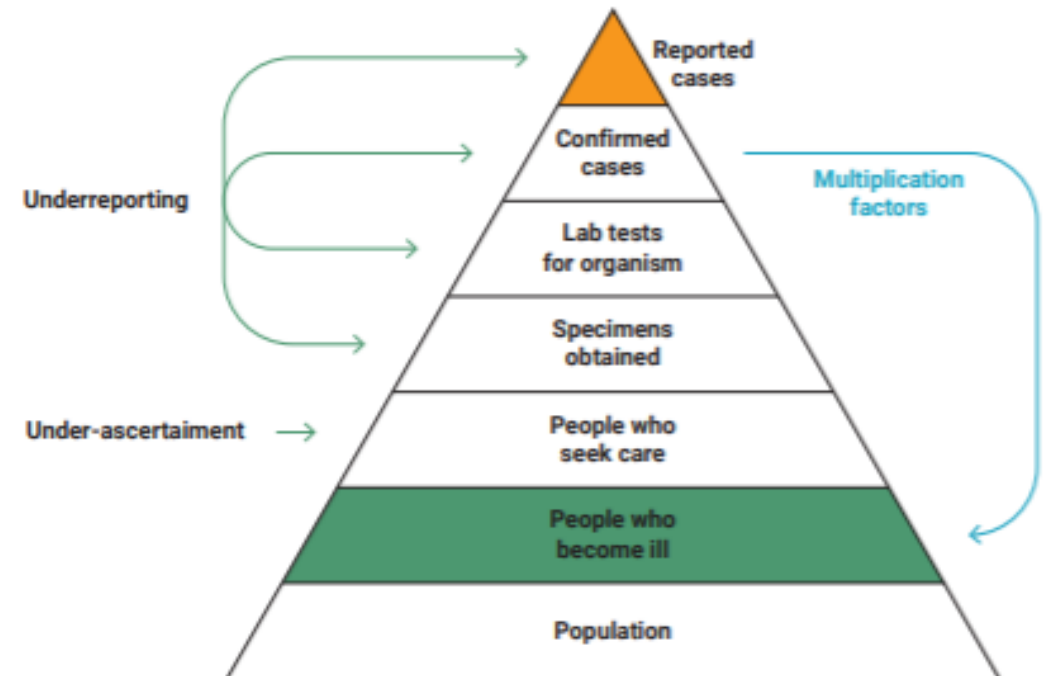 Reported
cases
Confirmed
cases
Multiplication
factors
Underreporting
Lab tests
for organism
Specimens
obtained
Under-ascertaiment
People who
seek care
People who
become ill
Population